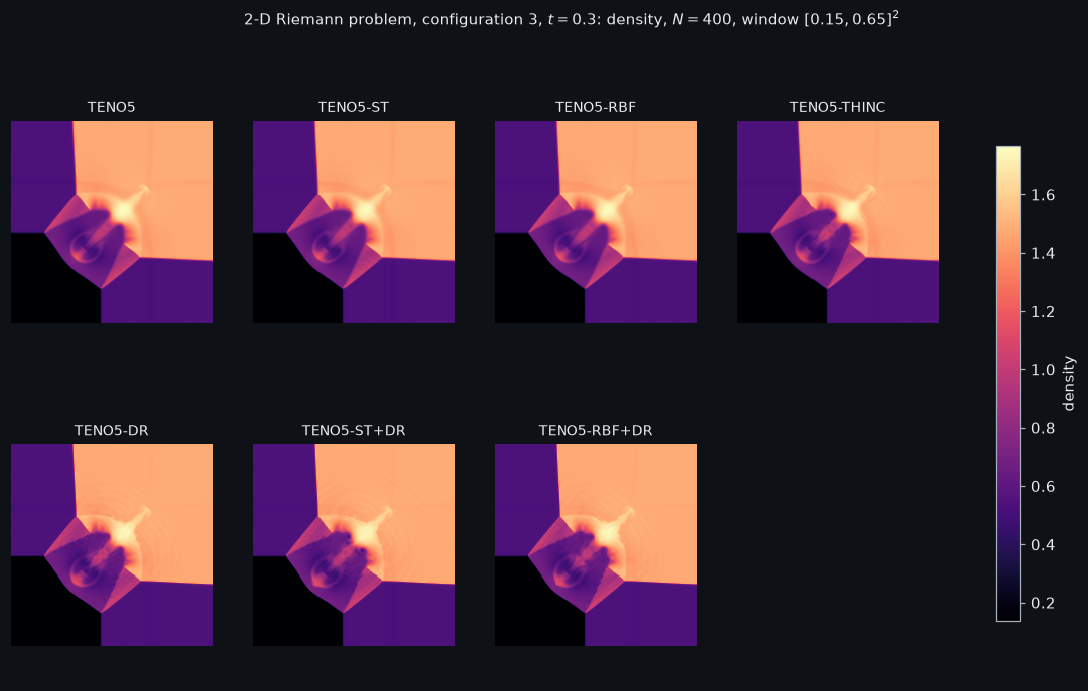 2-D Riemann problem, configuration 3, t = 0.3: density, N = 400, window [0.15, 0.65]²
TENO5
TENO5-ST
TENO5-RBF
TENO5-THINC
TENO5-DR
TENO5-ST+DR
TENO5-RBF+DR
1.6
1.4
1.2
1.0
0.8
0.6
0.4
0.2
density